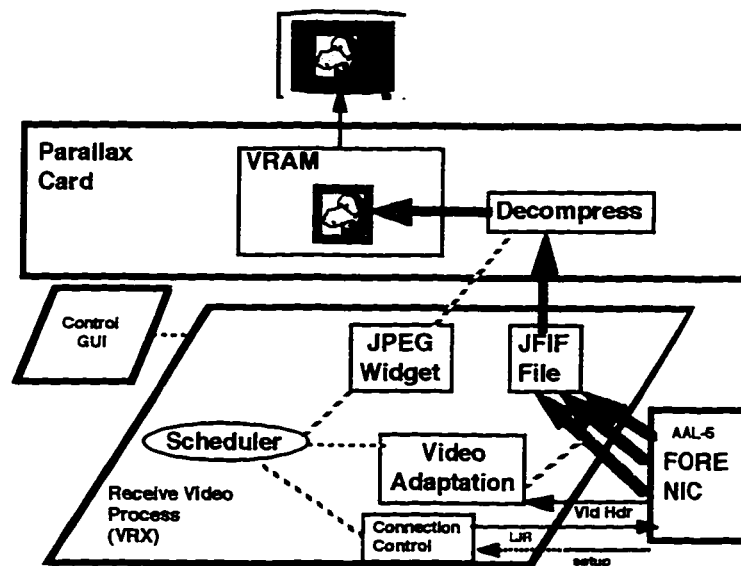 Parallax
Card
VRAM
Decompress
Control
GUI
JPEG
Widget
JFIF
File
Scheduler
Video
Adaptation
AAL-5
FORE
NIC
Receive Video
Process
(VRX)
Vid Hdr
Connection
Control
setup